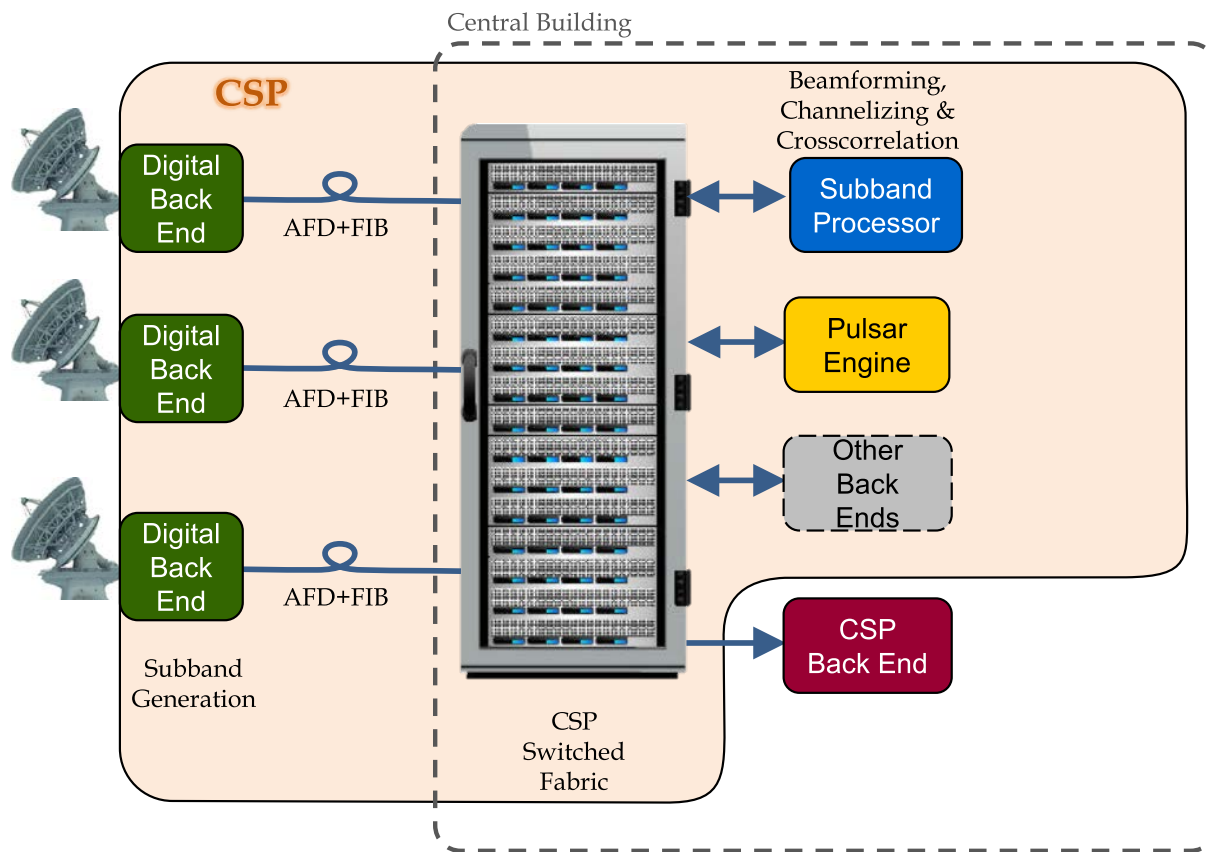 Central Building
CSP
Beamforming,
Channelizing &
Crosscorrelation
Digital
Back
End
AFD+FIB
Subband
Processor
Digital
Back
End
AFD+FIB
Pulsar
Engine
Other
Back
Ends
Digital
Back
End
AFD+FIB
CSP
Back End
Subband
Generation
CSP
Switched
Fabric